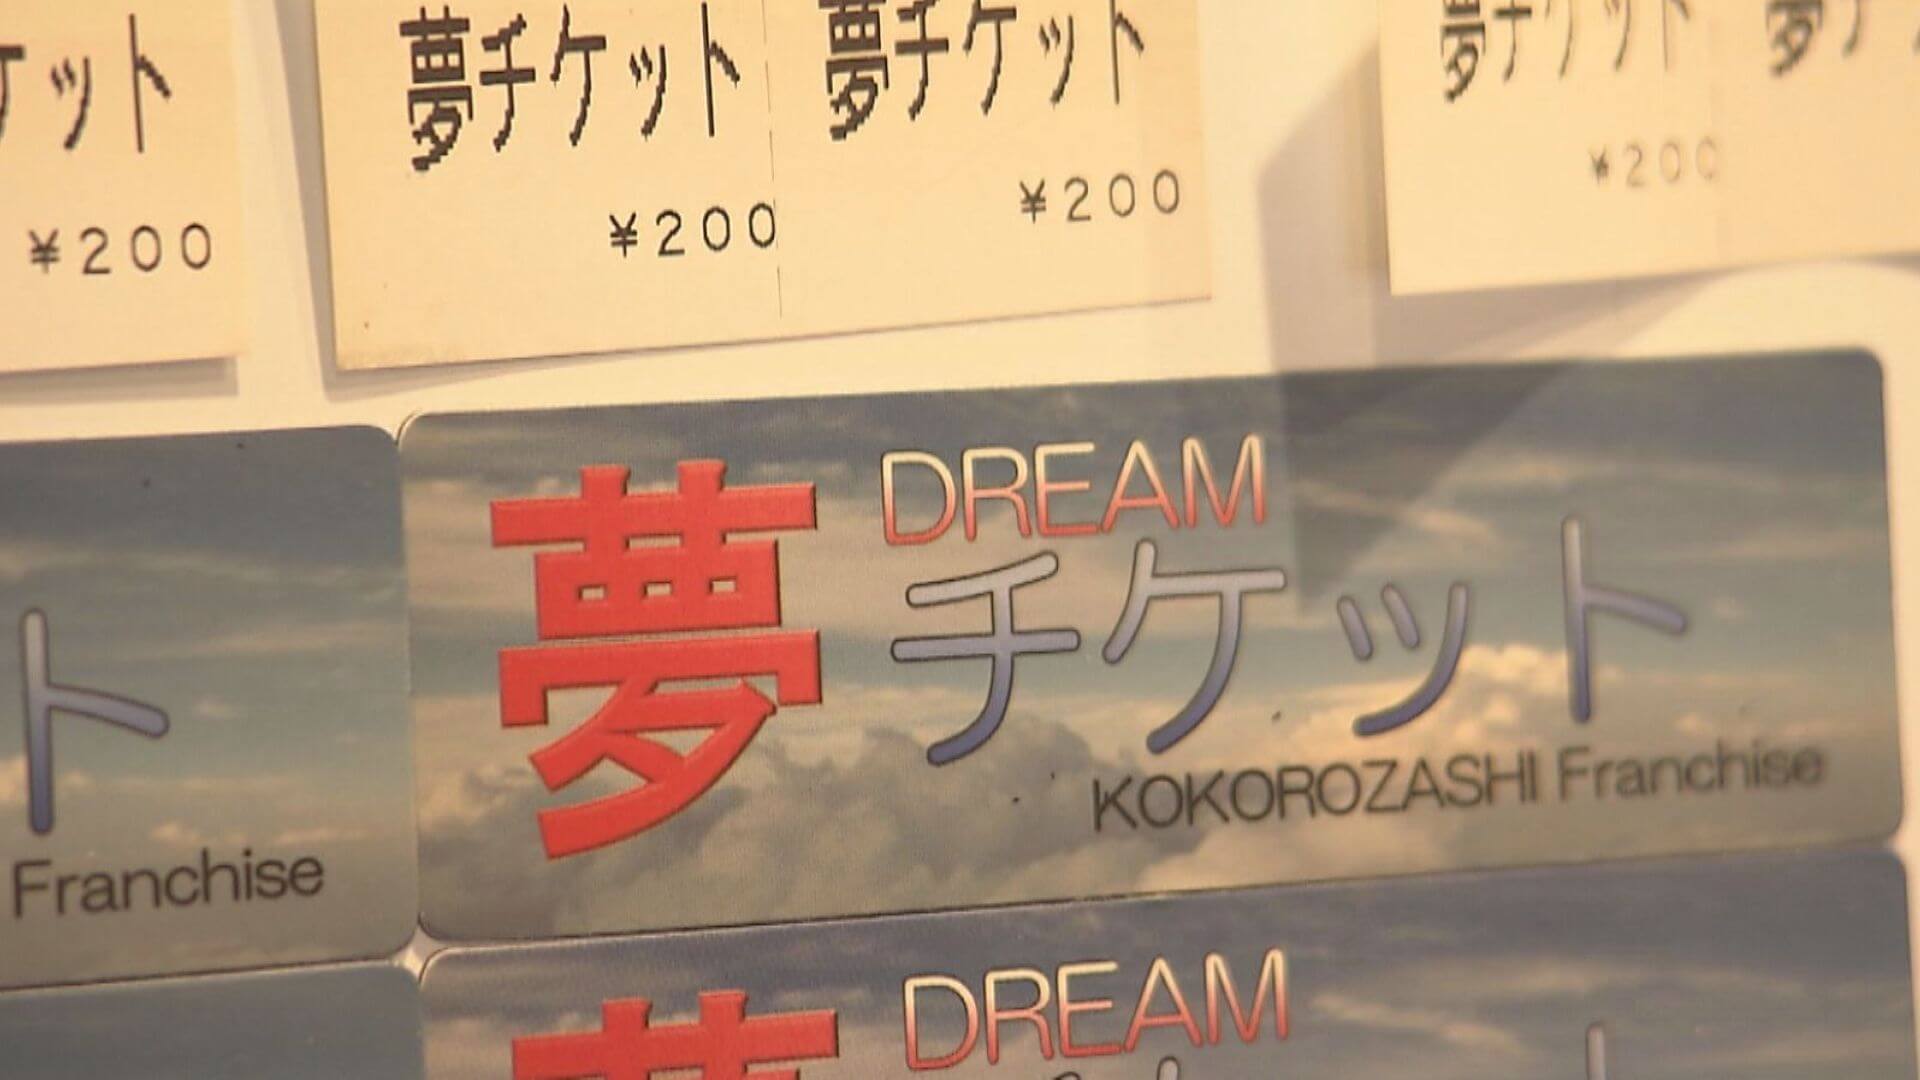 ケット
¥200
夢チケット
¥200
夢チケット
¥200
夢チケット
¥200
夢チ
ト
Franchise
夢 DREAM
チケット
KOKOROZASHI Franchise
DREAM